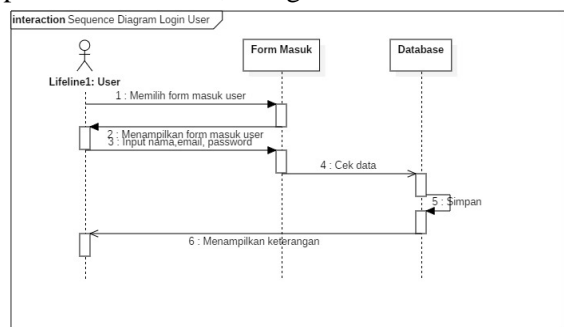 interaction Sequence Diagram Login User
Form Masuk
Database
Lifeline1: User
1 : Memilih form masuk user
2 : Menampilkan form masuk user
3 : Input nama,email, password
4 : Cek data
5 : Simpan
6 : Menampilkan keterangan